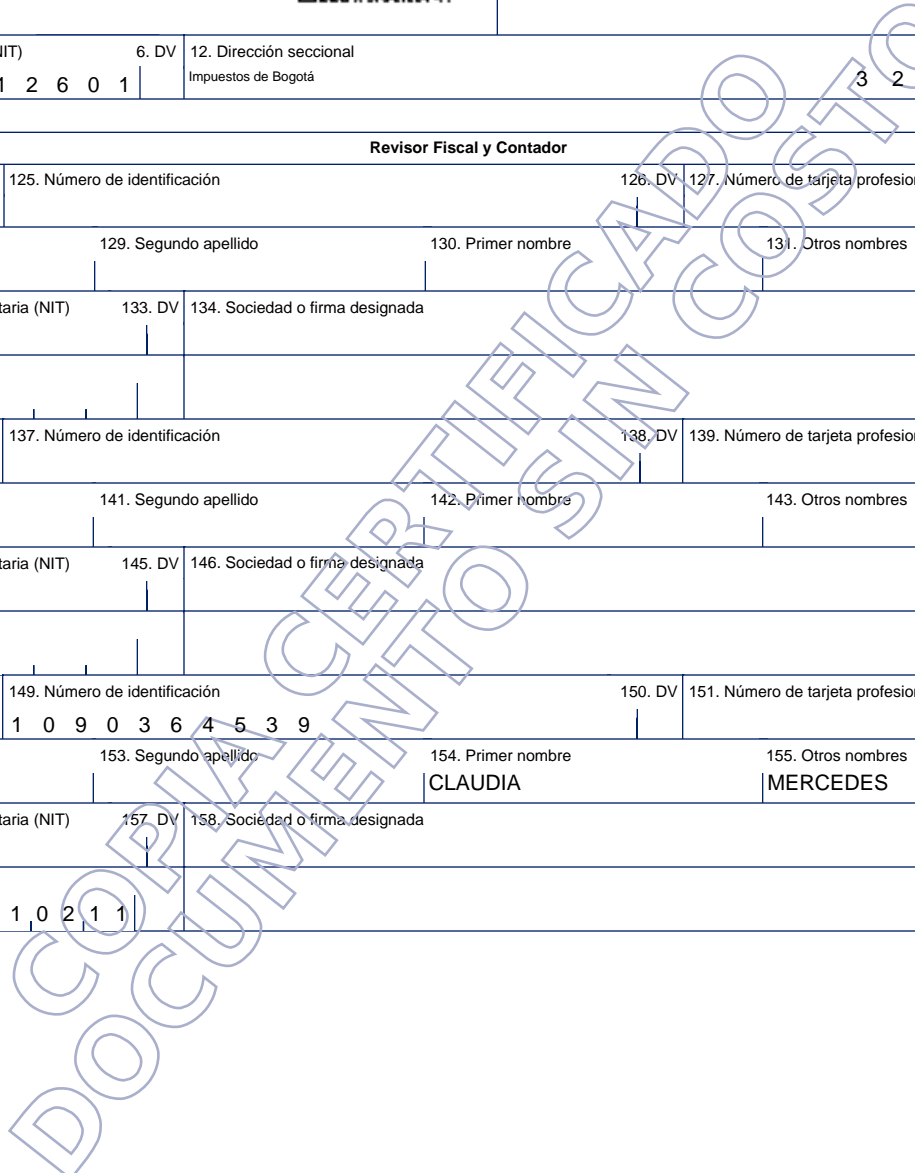 NIT) 6. DV 12. Dirección seccional
1 2 6 0 1 Impuestos de Bogotá 3 2
Revisor Fiscal y Contador
125. Número de identificación 126. DV 127. Número de tarjeta profesion
129. Segundo apellido 130. Primer nombre 131. Otros nombres
taria (NIT) 133. DV 134. Sociedad o firma designada
137. Número de identificación 138. DV 139. Número de tarjeta profesion
141. Segundo apellido 142. Primer nombre 143. Otros nombres
taria (NIT) 145. DV 146. Sociedad o firma designada
149. Número de identificación 150. DV 151. Número de tarjeta profesion
1 0 9 0 3 6 4 5 3 9
153. Segundo apellido 154. Primer nombre 155. Otros nombres
CLAUDIA MERCEDES
taria (NIT) 157. DV 158. Sociedad o firma designada
1 0 2 1 1
COPIA CERTIFICADO
DOCUMENTO SIN COSTO